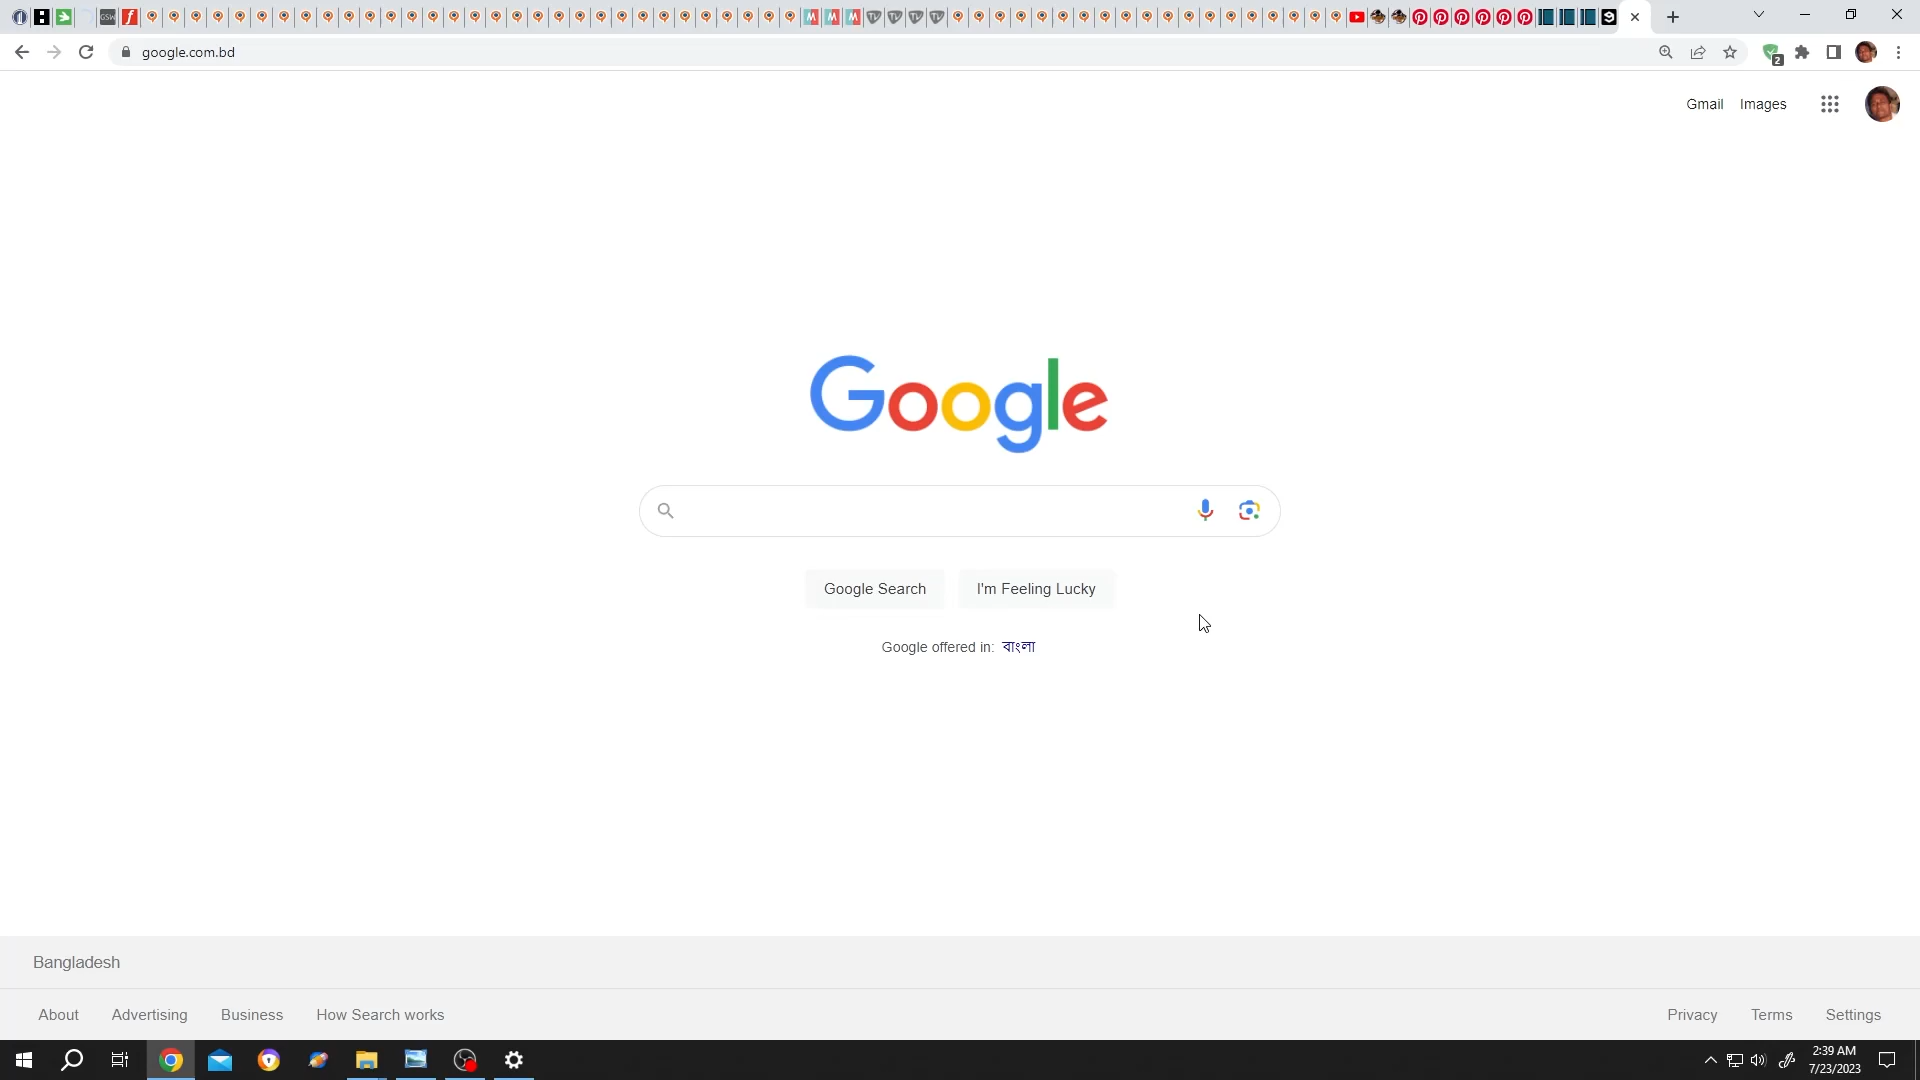 google.com.bd
2
Gmail Images
Google
Google Search I'm Feeling Lucky
Google offered in: বাংলা
Bangladesh
About Advertising Business How Search works
Privacy Terms Settings
2:39 AM
7/23/2023